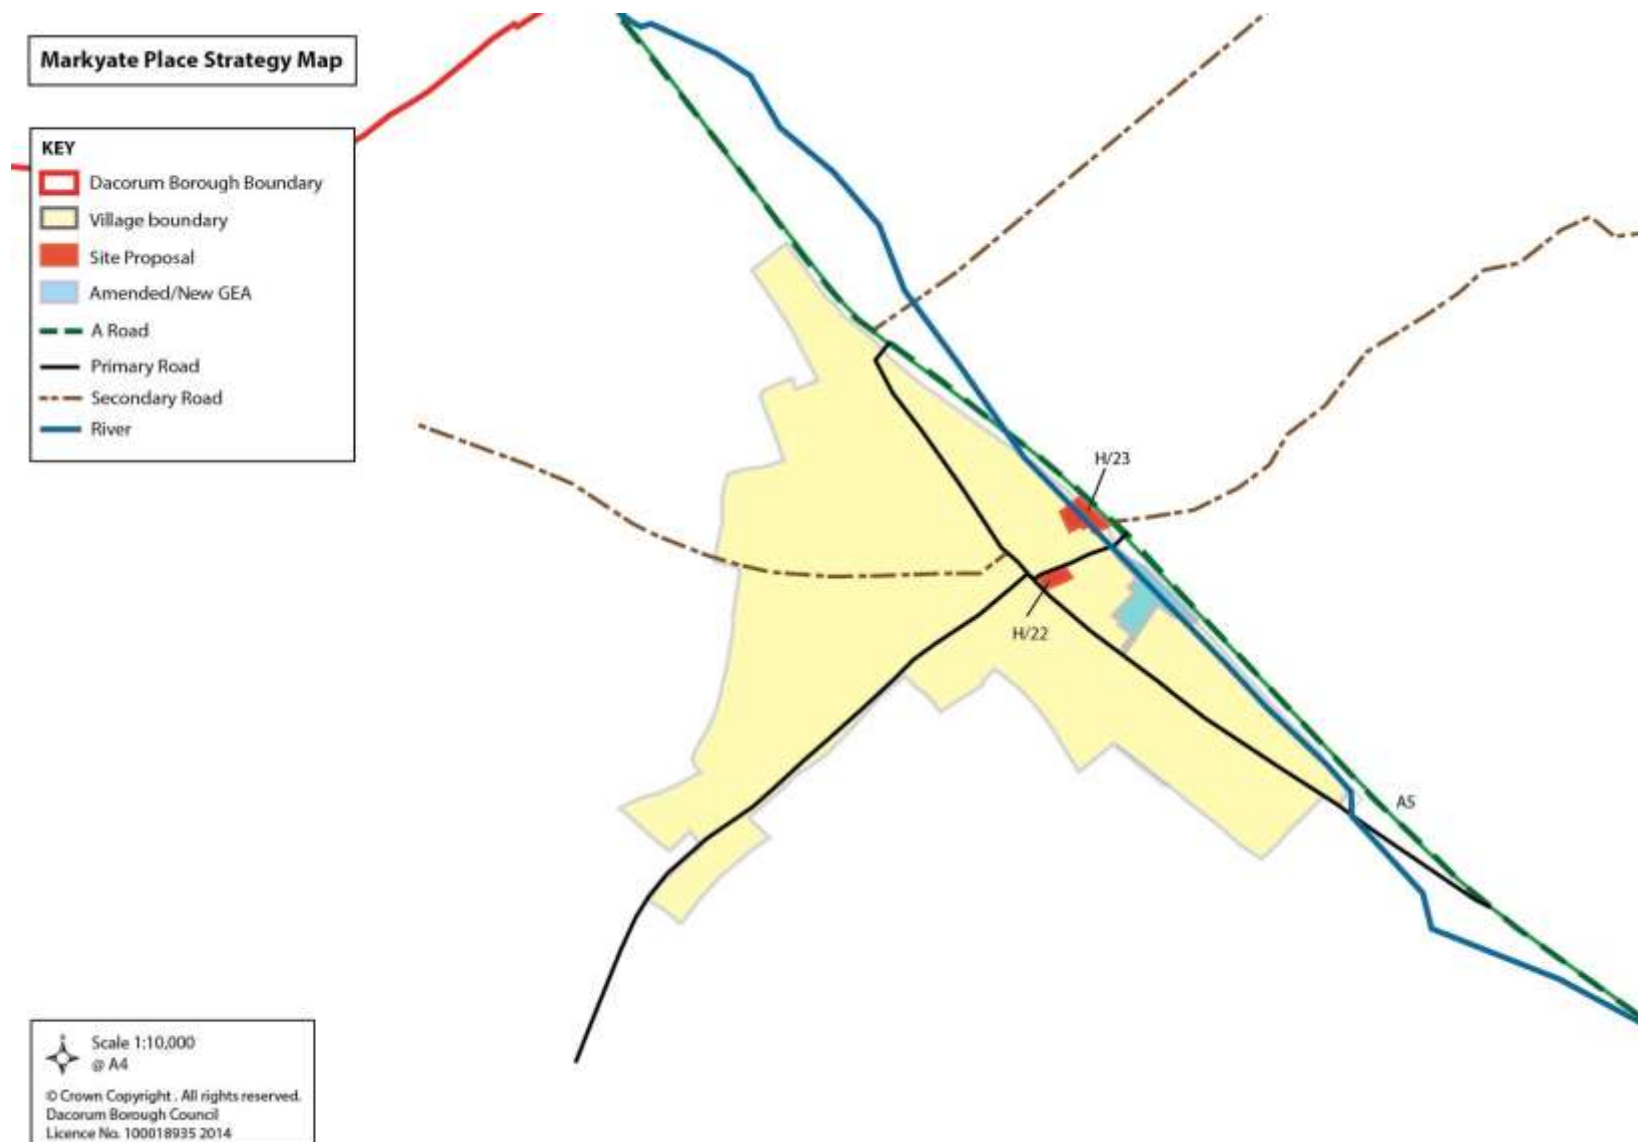 Markyate Place Strategy Map
KEY
Dacorum Borough Boundary
Village boundary
Site Proposal
Amended/New GEA
A Road
Primary Road
Secondary Road
River
H/23
H/22
A5
Scale 1:10,000
@ A4
© Crown Copyright . All rights reserved.
Dacorum Borough Council
Licence No. 100018935 2014